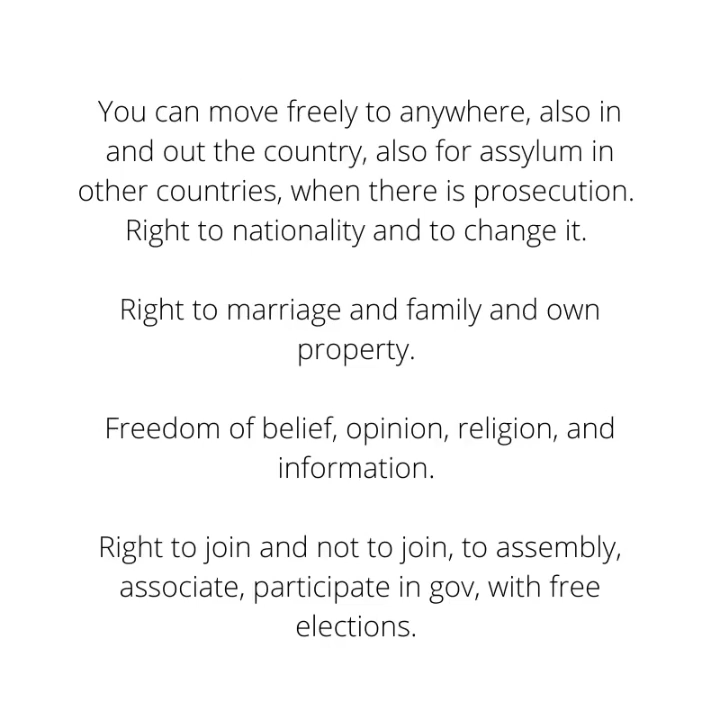 You can move freely to anywhere, also in
and out the country, also for assylum in
other countries, when there is prosecution.
Right to nationality and to change it.
Right to marriage and family and own
property.
Freedom of belief, opinion, religion, and
information.
Right to join and not to join, to assembly,
associate, participate in gov, with free
elections.